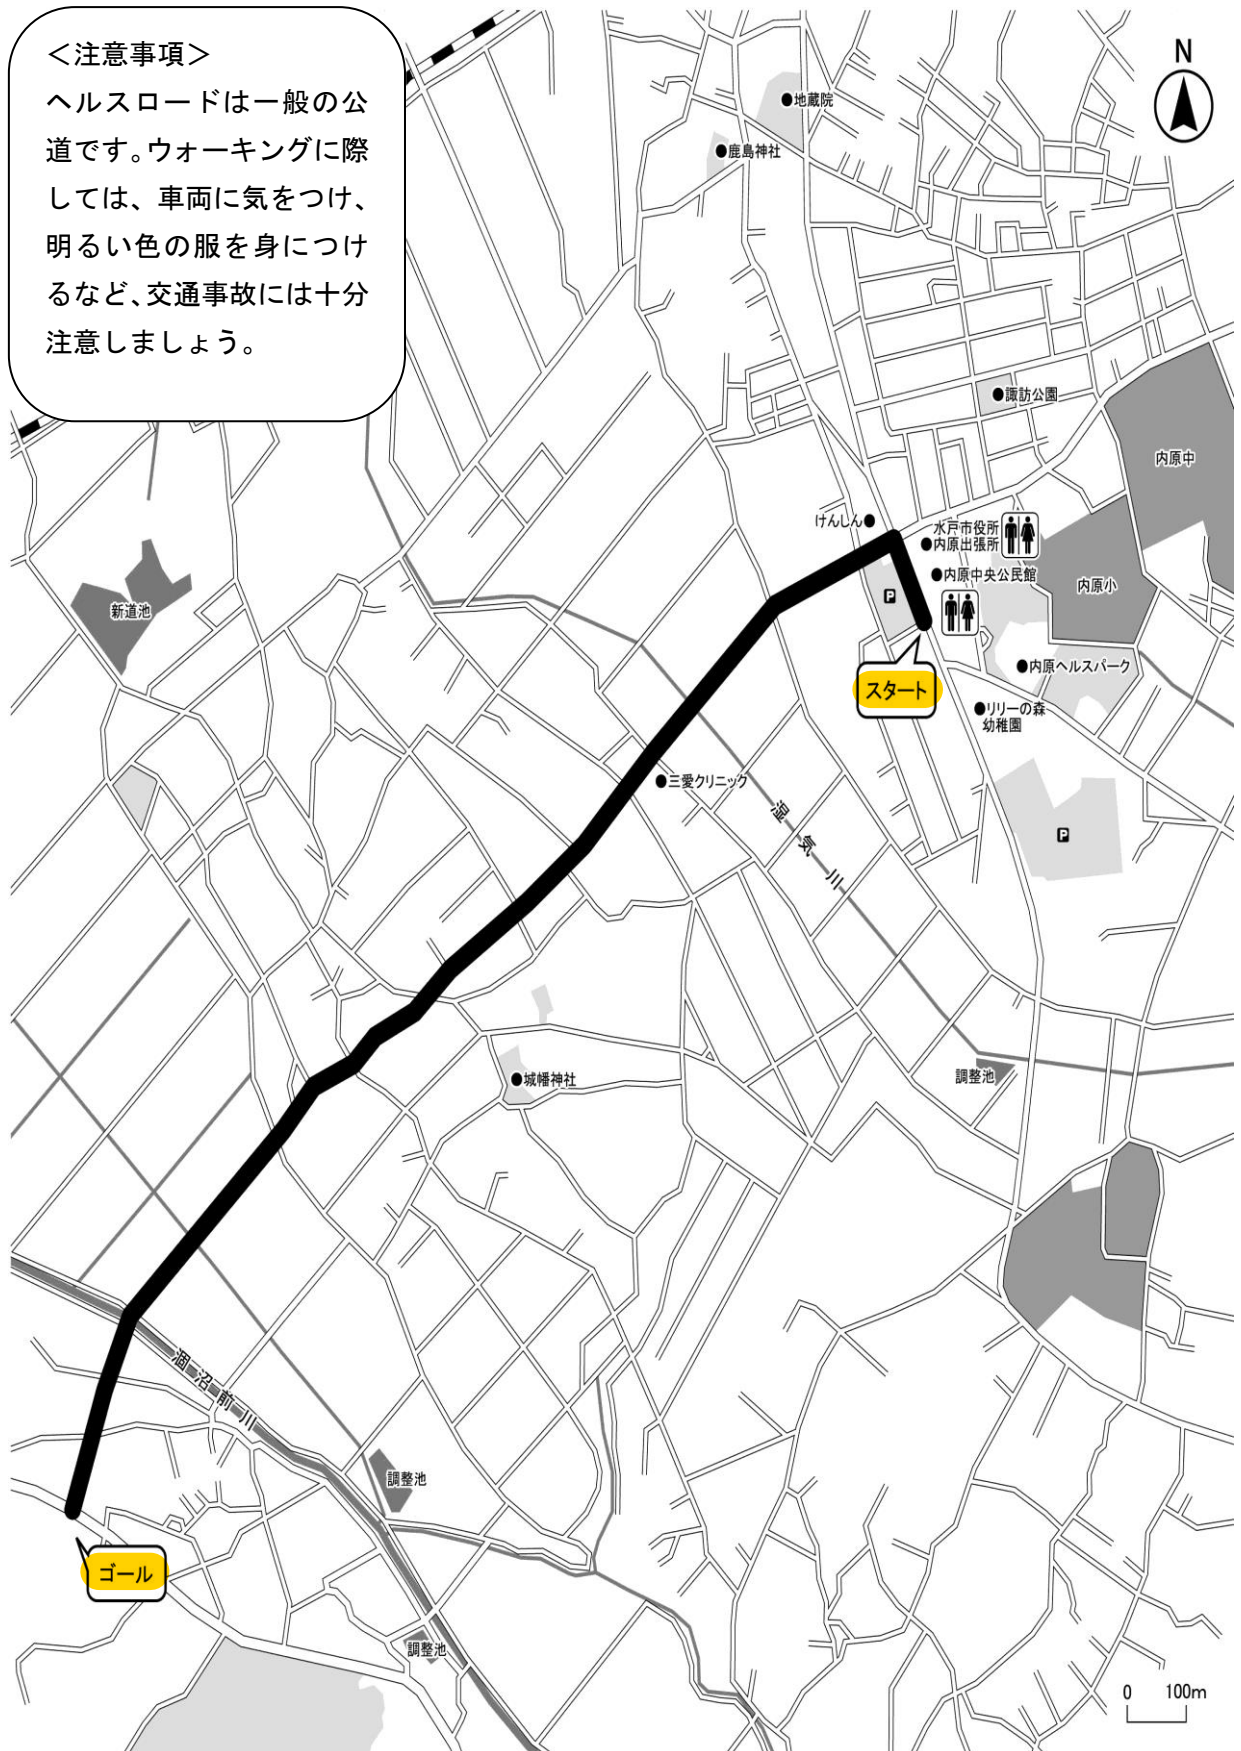 ＜注意事項＞
ヘルスロードは一般の公
道です。ウォーキングに際
しては、車両に気をつけ、
明るい色の服を身につけ
るなど、交通事故には十分
注意しましょう。
N
地蔵院
鹿島神社
諏訪公園
内原中
けんしん
水戸市役所
内原出張所
内原中央公民館
内原小
新道池
P
内原ヘルスパーク
スタート
リリーの森
幼稚園
三愛クリニック
湿気川
P
調整池
城幡神社
涸沼前川
調整池
ゴール
調整池
0 100m